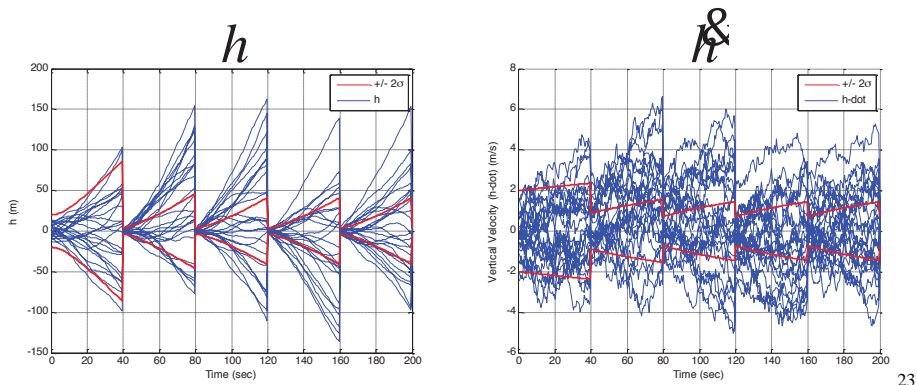 h
&
h
200
150
100
50
0
-50
-100
-150
h (m)
+/- 2σ
h
0 20 40 60 80 100 120 140 160 180 200
Time (sec)
8
6
4
2
0
-2
-4
-6
Vertical Velocity (h-dot) (m/s)
+/- 2σ
h-dot
0 20 40 60 80 100 120 140 160 180 200
Time (sec)
23